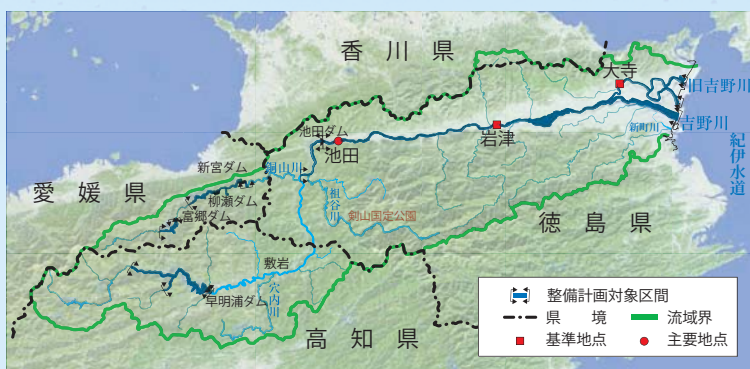 香川県
大寺
旧吉野川
吉野川
新町川
紀伊水道
岩津
池田ダム
池田
新宮ダム
銅山川
愛媛県
柳瀬ダム
富郷ダム
祖谷川
剣山国定公園
徳島県
敷岩
穴内川
早明浦ダム
高知県
整備計画対象区間
県境
流域界
基準地点
主要地点